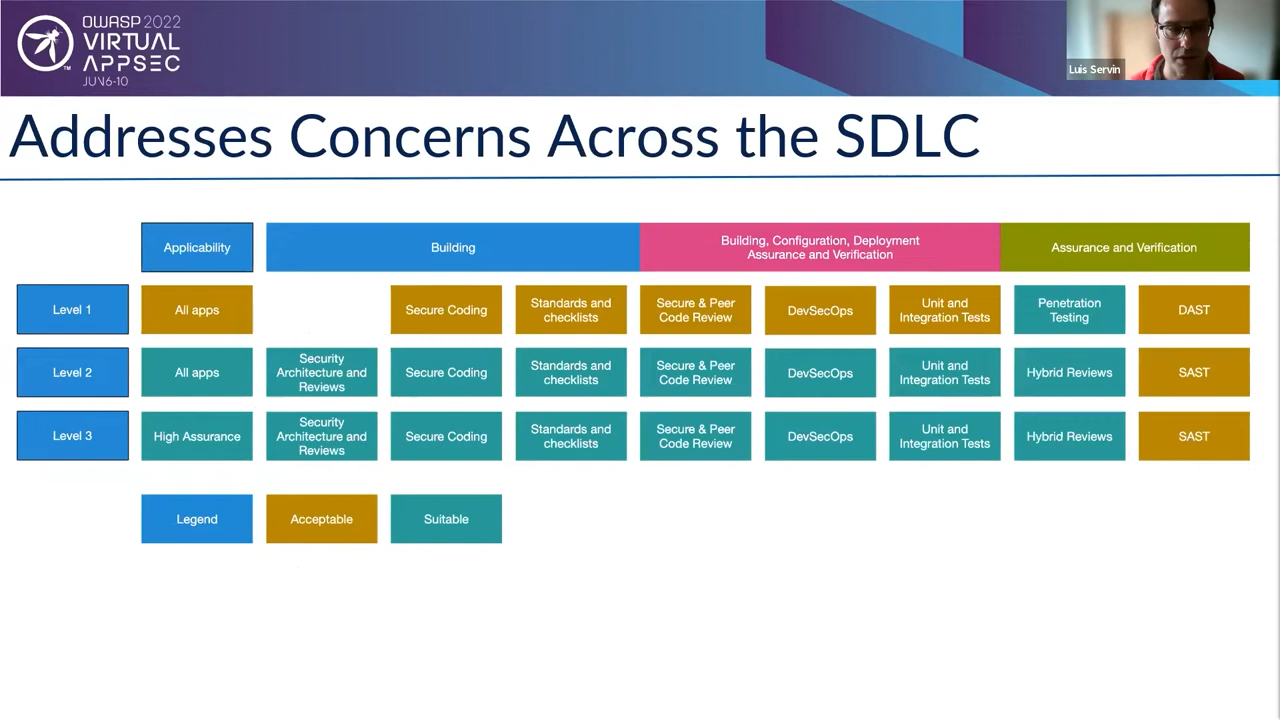 OWASP 2022
VIRTUAL
APPSEC
JUN 6-10
Luis Servin
Addresses Concerns Across the SDLC
Applicability
Building
Building, Configuration, Deployment
Assurance and Verification
Assurance and Verification
Level 1
All apps
Secure Coding
Standards and
checklists
Secure & Peer
Code Review
DevSecOps
Unit and
Integration Tests
Penetration
Testing
DAST
Level 2
All apps
Security
Architecture and
Reviews
Secure Coding
Standards and
checklists
Secure & Peer
Code Review
DevSecOps
Unit and
Integration Tests
Hybrid Reviews
SAST
Level 3
High Assurance
Security
Architecture and
Reviews
Secure Coding
Standards and
checklists
Secure & Peer
Code Review
DevSecOps
Unit and
Integration Tests
Hybrid Reviews
SAST
Legend
Acceptable
Suitable